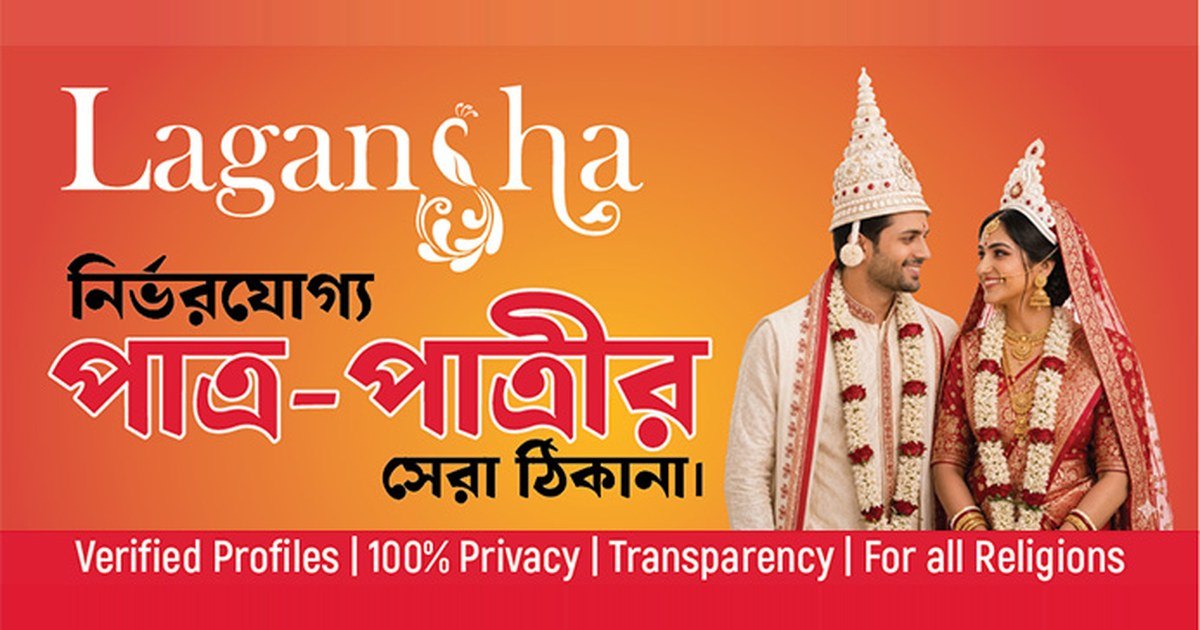 Lagansha
নির্ভরযোগ্য
পাত্র-পাত্রীর
সেরা ঠিকানা।
Verified Profiles | 100% Privacy | Transparency | For all Religions